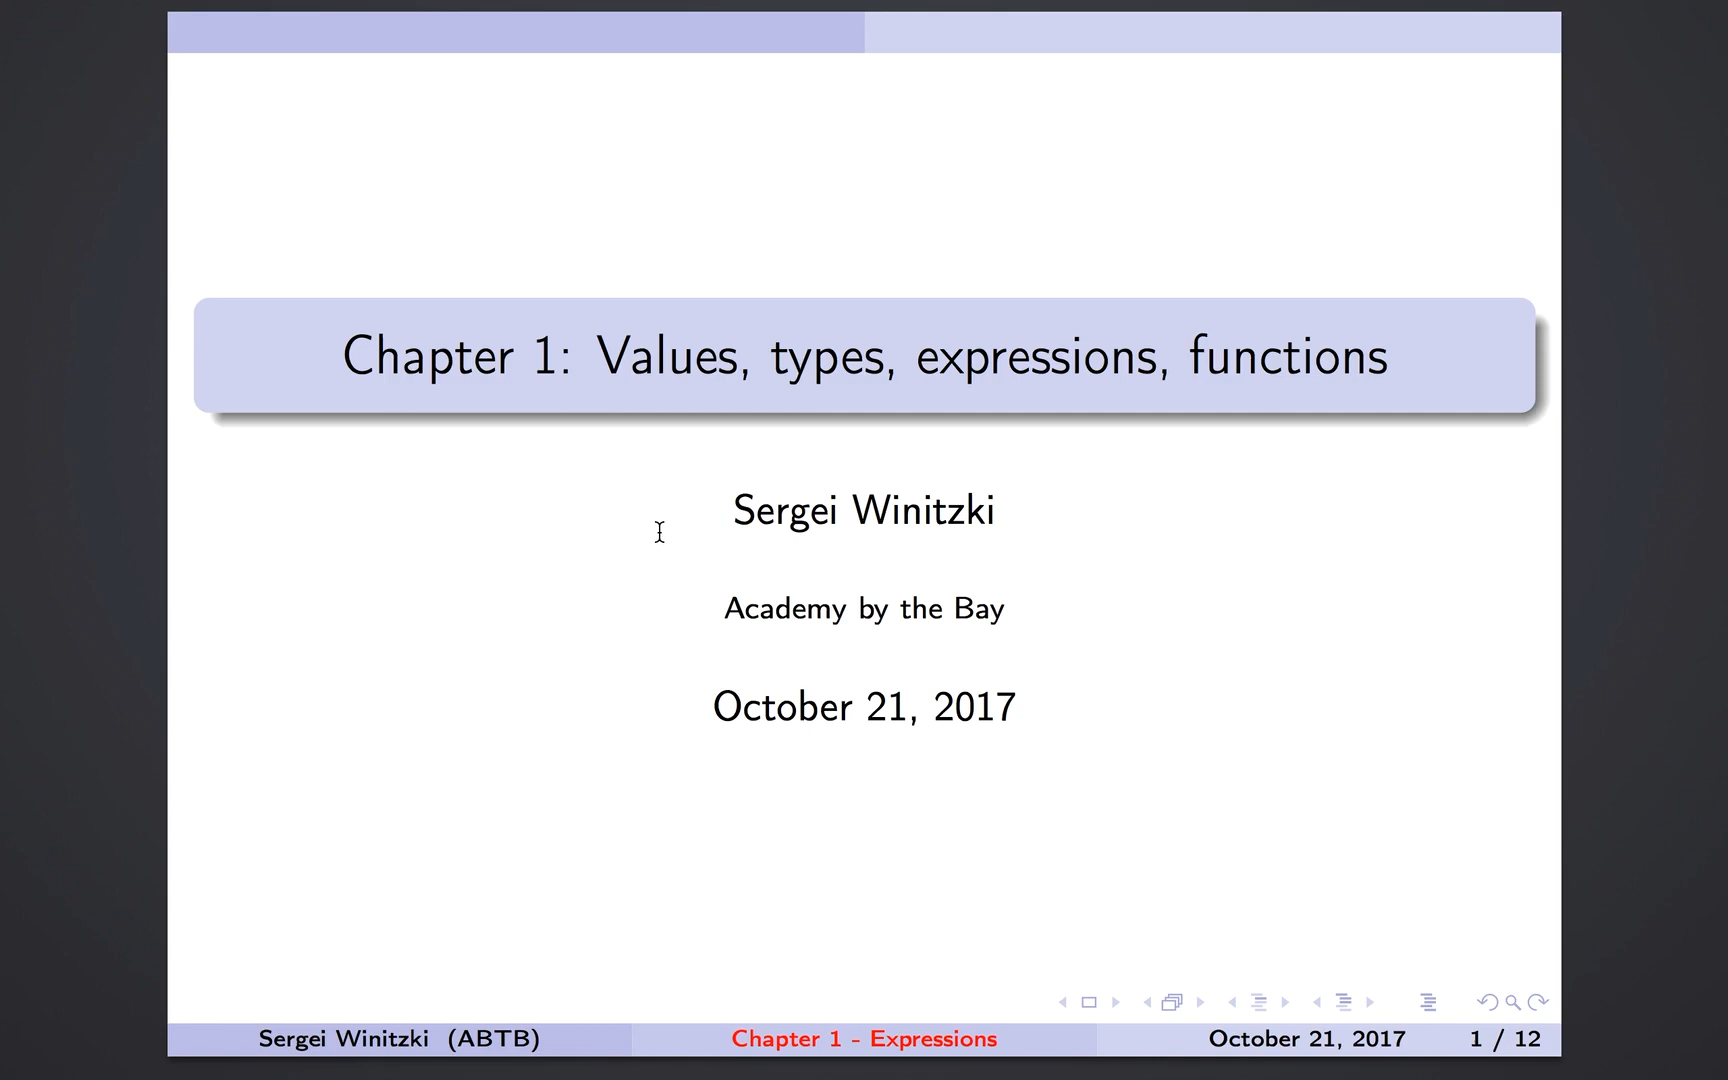 Chapter 1: Values, types, expressions, functions
Sergei Winitzki
Academy by the Bay
October 21, 2017
Sergei Winitzki (ABTB) Chapter 1 - Expressions October 21, 2017 1 / 12